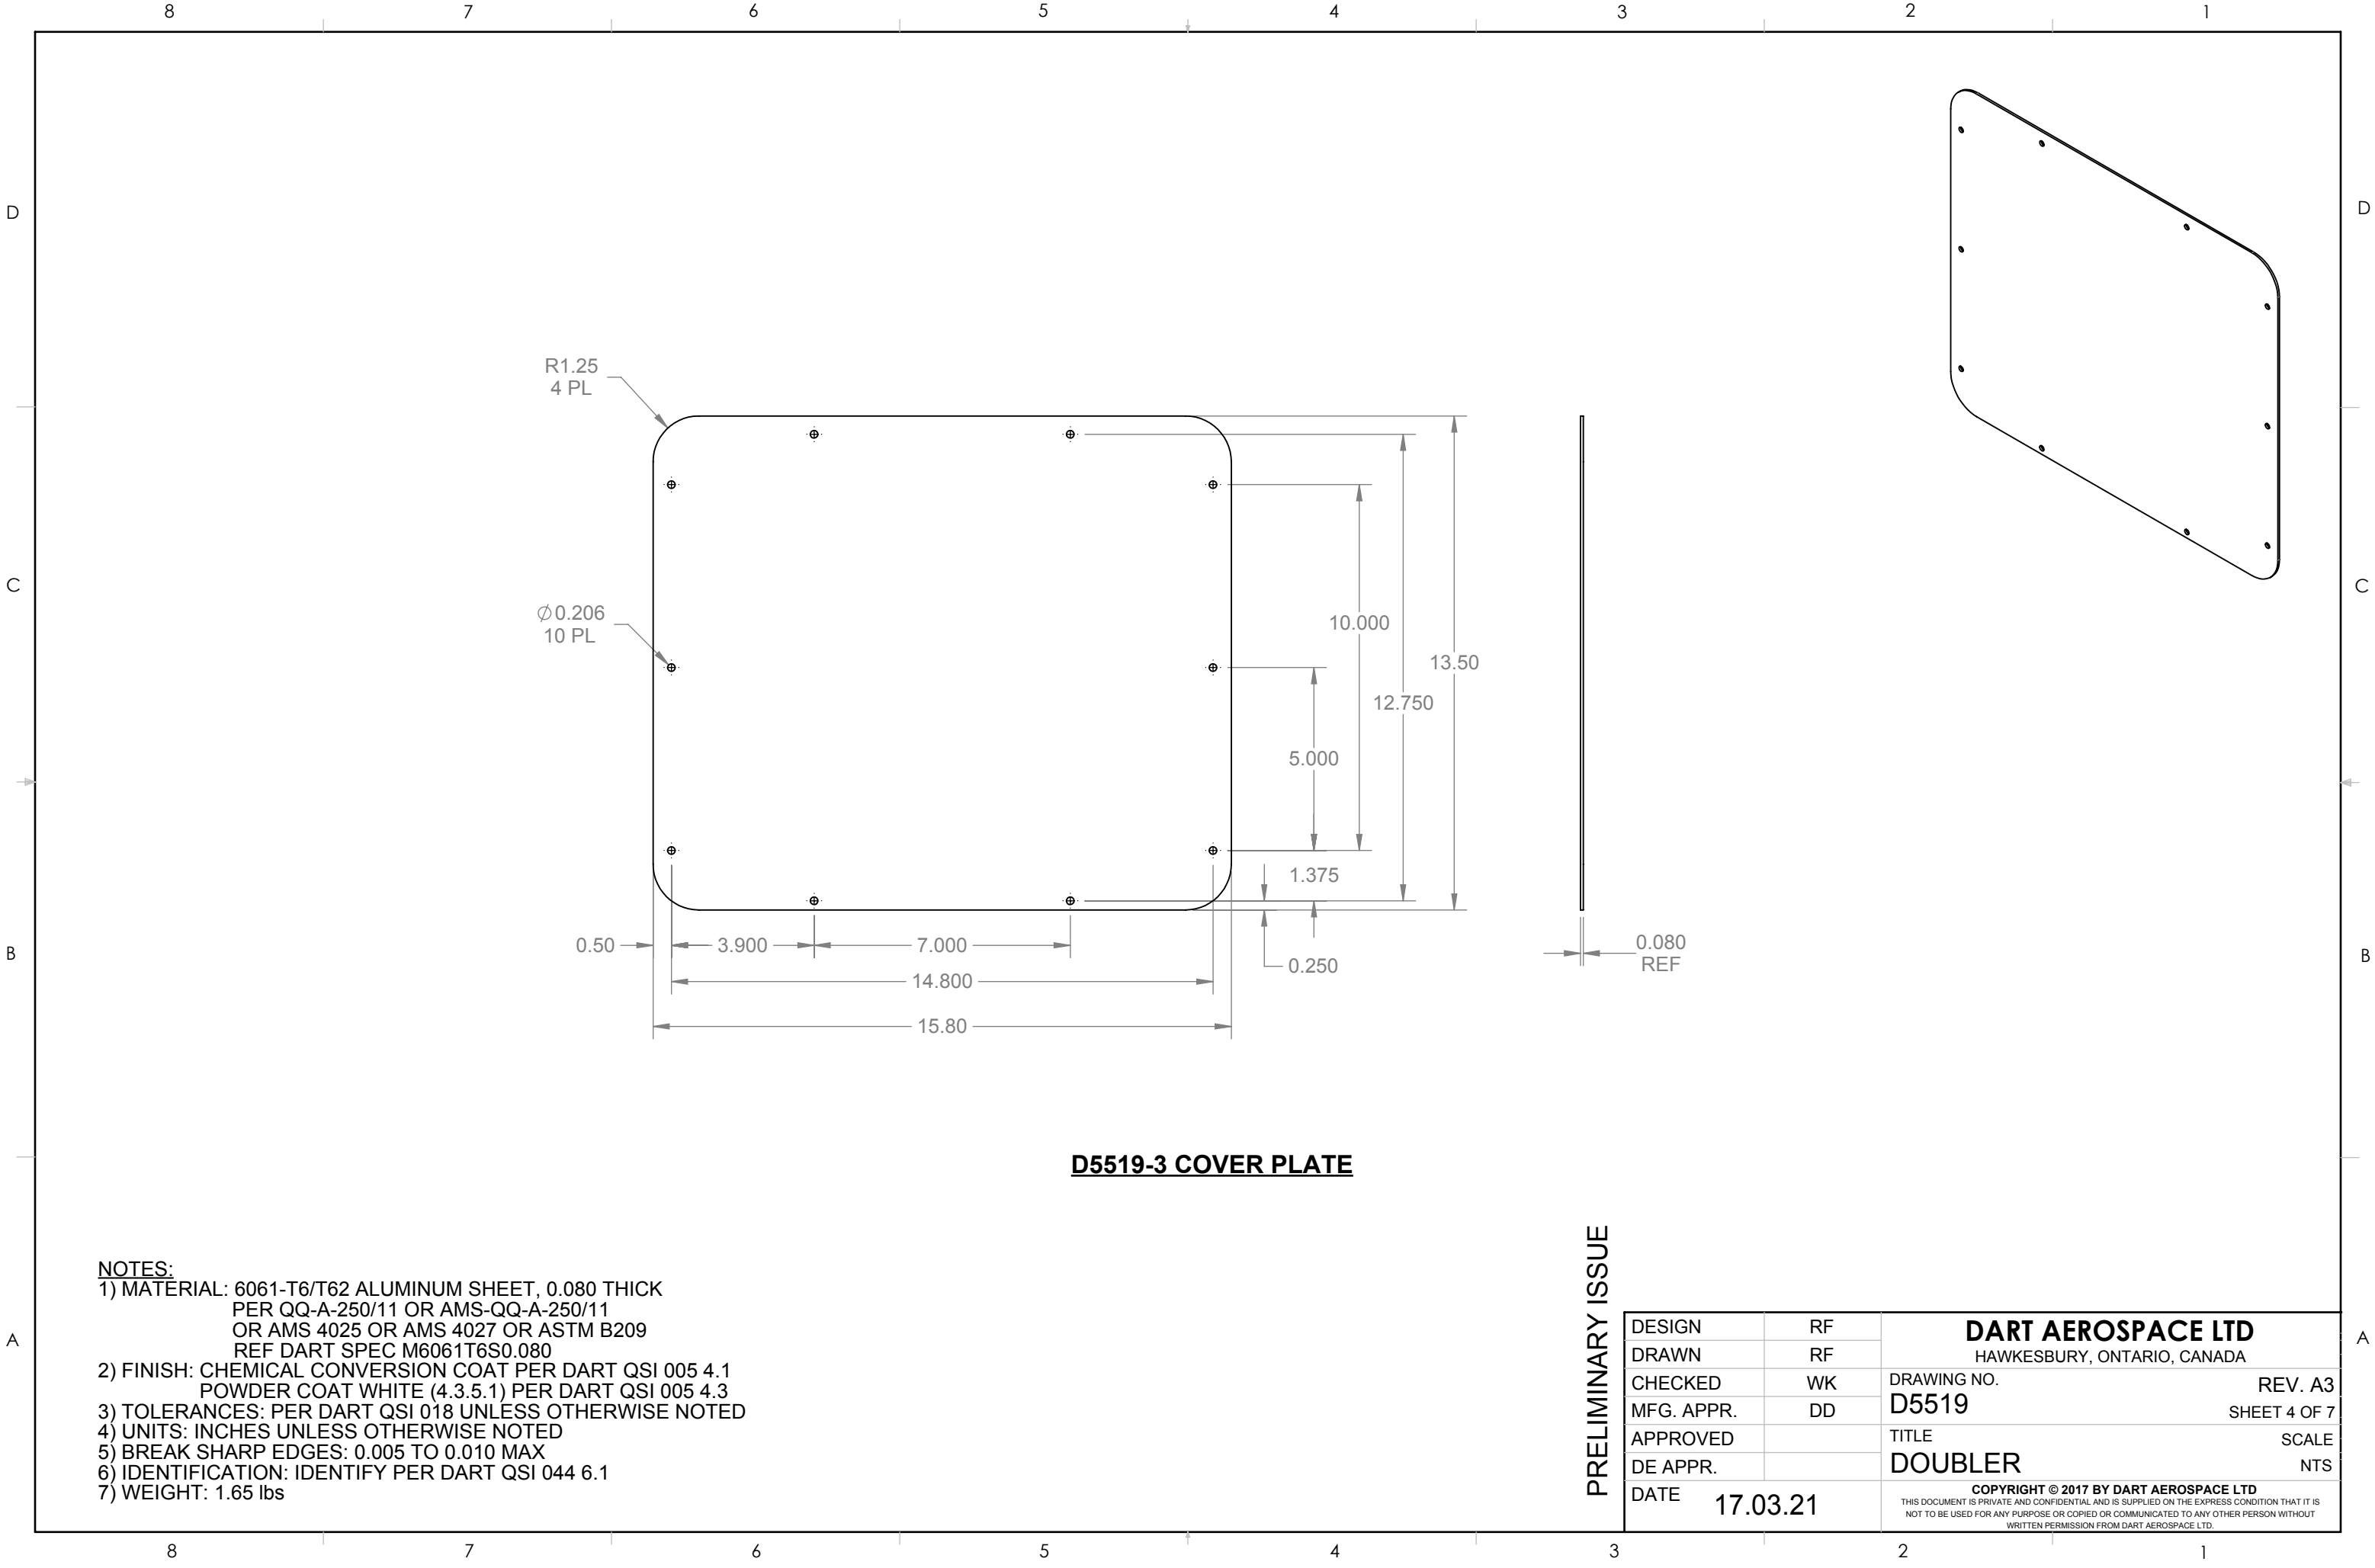 8 7 6 5 4 3 2 1
D D
C C
B B
A A
R1.25
4 PL
Ø0.206
10 PL
10.000
13.50
12.750
5.000
1.375
0.50
3.900
7.000
0.250
14.800
15.80
0.080
REF
D5519-3 COVER PLATE
NOTES:
1) MATERIAL: 6061-T6/T62 ALUMINUM SHEET, 0.080 THICK
PER QQ-A-250/11 OR AMS-QQ-A-250/11
OR AMS 4025 OR AMS 4027 OR ASTM B209
REF DART SPEC M6061T6S0.080
2) FINISH: CHEMICAL CONVERSION COAT PER DART QSI 005 4.1
POWDER COAT WHITE (4.3.5.1) PER DART QSI 005 4.3
3) TOLERANCES: PER DART QSI 018 UNLESS OTHERWISE NOTED
4) UNITS: INCHES UNLESS OTHERWISE NOTED
5) BREAK SHARP EDGES: 0.005 TO 0.010 MAX
6) IDENTIFICATION: IDENTIFY PER DART QSI 044 6.1
7) WEIGHT: 1.65 lbs
PRELIMINARY ISSUE
DESIGN RF
DRAWN RF
CHECKED WK
MFG. APPR. DD
APPROVED
DE APPR.
DATE 17.03.21
DART AEROSPACE LTD
HAWKESBURY, ONTARIO, CANADA
DRAWING NO. REV. A3
D5519 SHEET 4 OF 7
TITLE SCALE
DOUBLER NTS
COPYRIGHT © 2017 BY DART AEROSPACE LTD
THIS DOCUMENT IS PRIVATE AND CONFIDENTIAL AND IS SUPPLIED ON THE EXPRESS CONDITION THAT IT IS
NOT TO BE USED FOR ANY PURPOSE OR COPIED OR COMMUNICATED TO ANY OTHER PERSON WITHOUT
WRITTEN PERMISSION FROM DART AEROSPACE LTD.
8 7 6 5 4 3 2 1